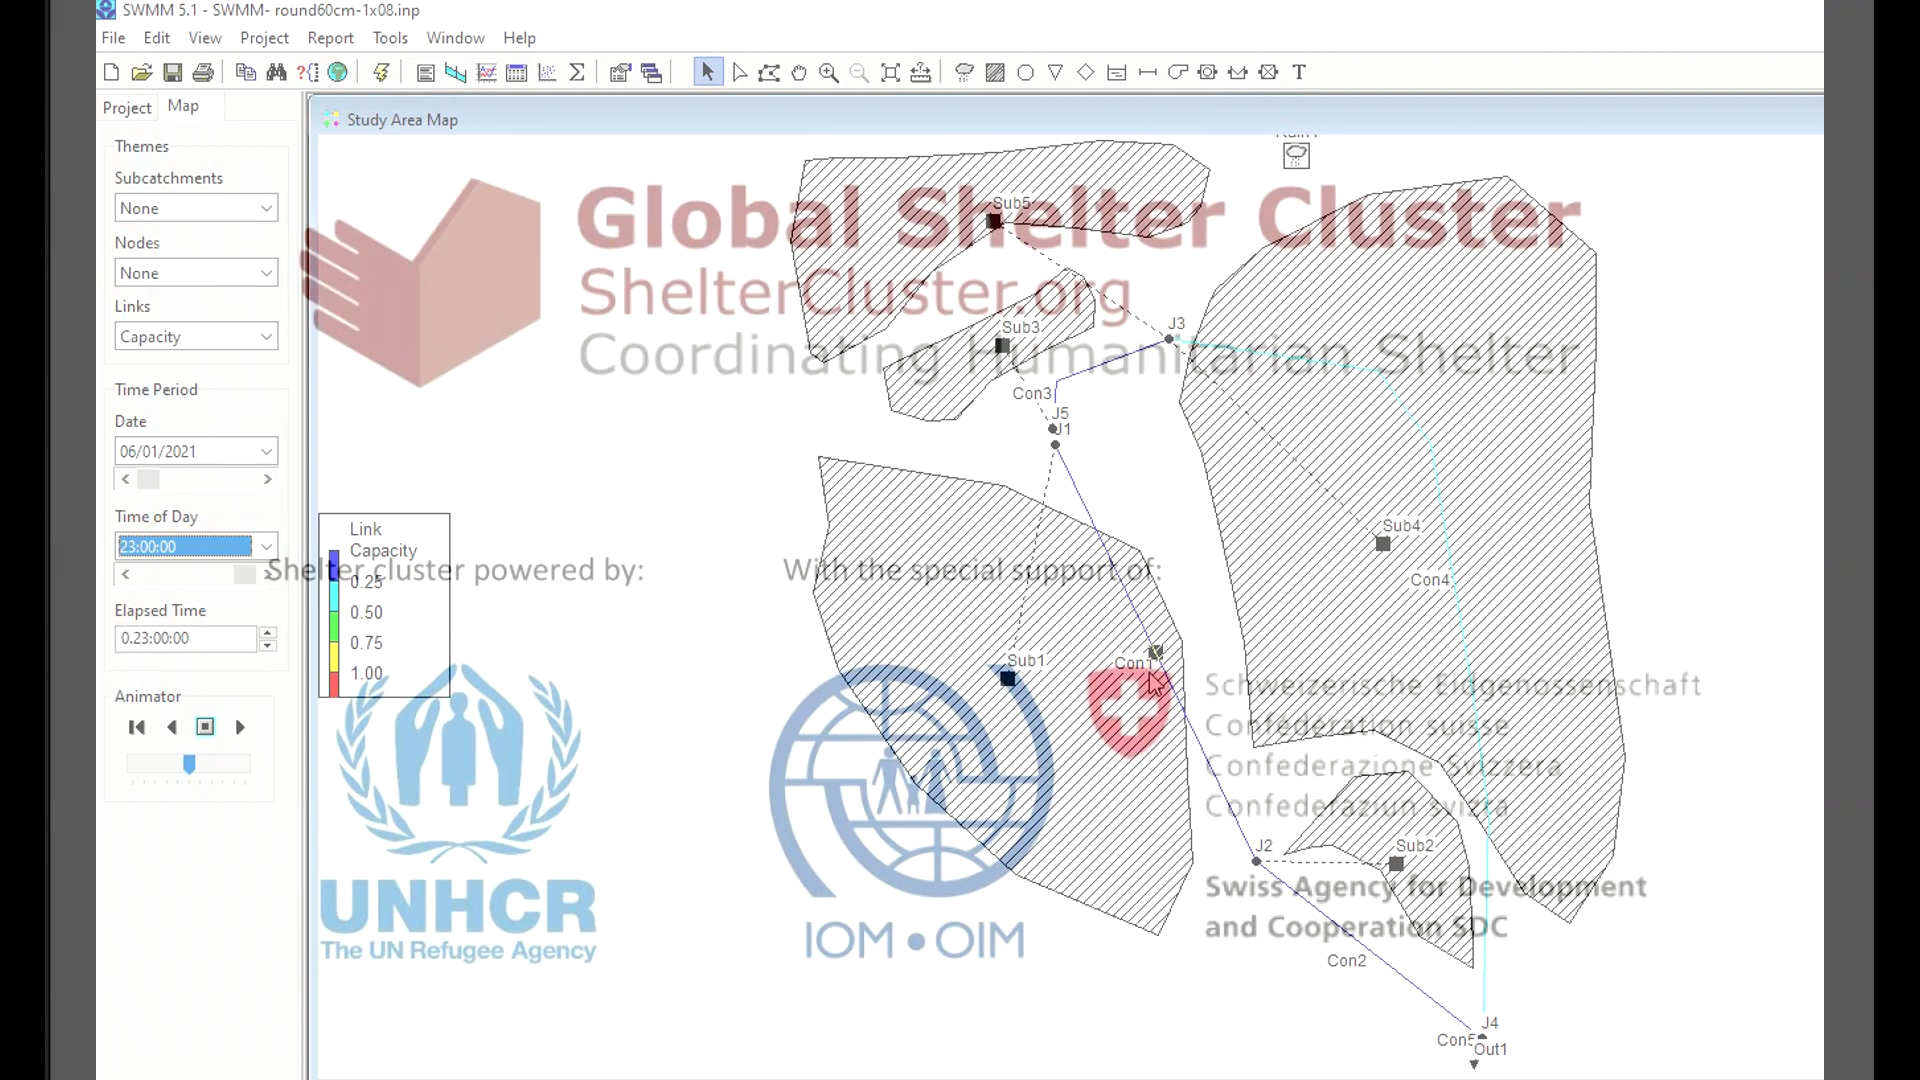 SWMM 5.1 - SWMM- round60cm-1x08.inp
File Edit View Project Report Tools Window Help
Project Map
Study Area Map
Themes
Subcatchments
None
Nodes
None
Links
Capacity
Time Period
Date
06/01/2021
Time of Day
23:00:00
Elapsed Time
0.23:00:00
Animator
Link
Capacity
0.25
0.50
0.75
1.00
Sub5
Sub3
J3
Con3
J5
J1
Sub4
Con4
Sub1
Con1
J2
Sub2
Con2
J4
Con5
Out1
Global Shelter Cluster
ShelterCluster.org
Coordinating Humanitarian Shelter
Shelter cluster powered by:
With the special support of:
UNHCR
The UN Refugee Agency
IOM • OIM
Schweizerische Eidgenossenschaft
Confédération suisse
Confederazione Svizzera
Confederaziun svizra
Swiss Agency for Development
and Cooperation SDC